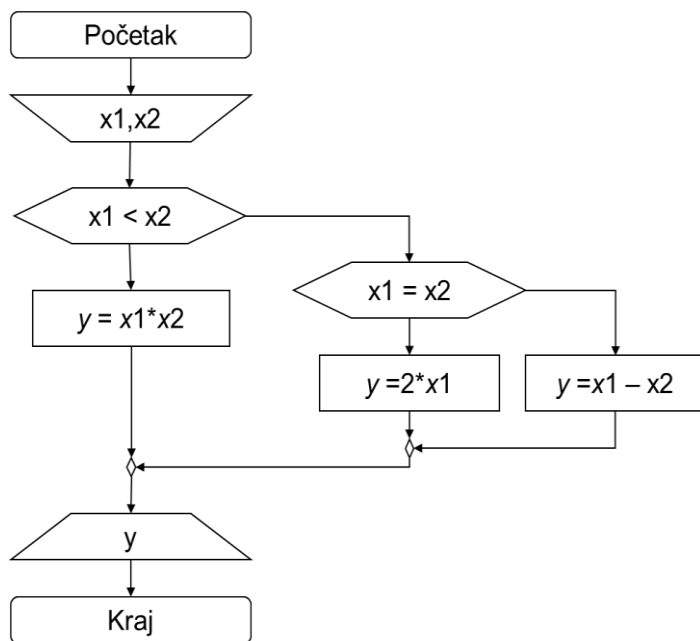 Početak
x1,x2
x1 < x2
x1 = x2
y = x1*x2
y =2*x1
y =x1 – x2
y
Kraj